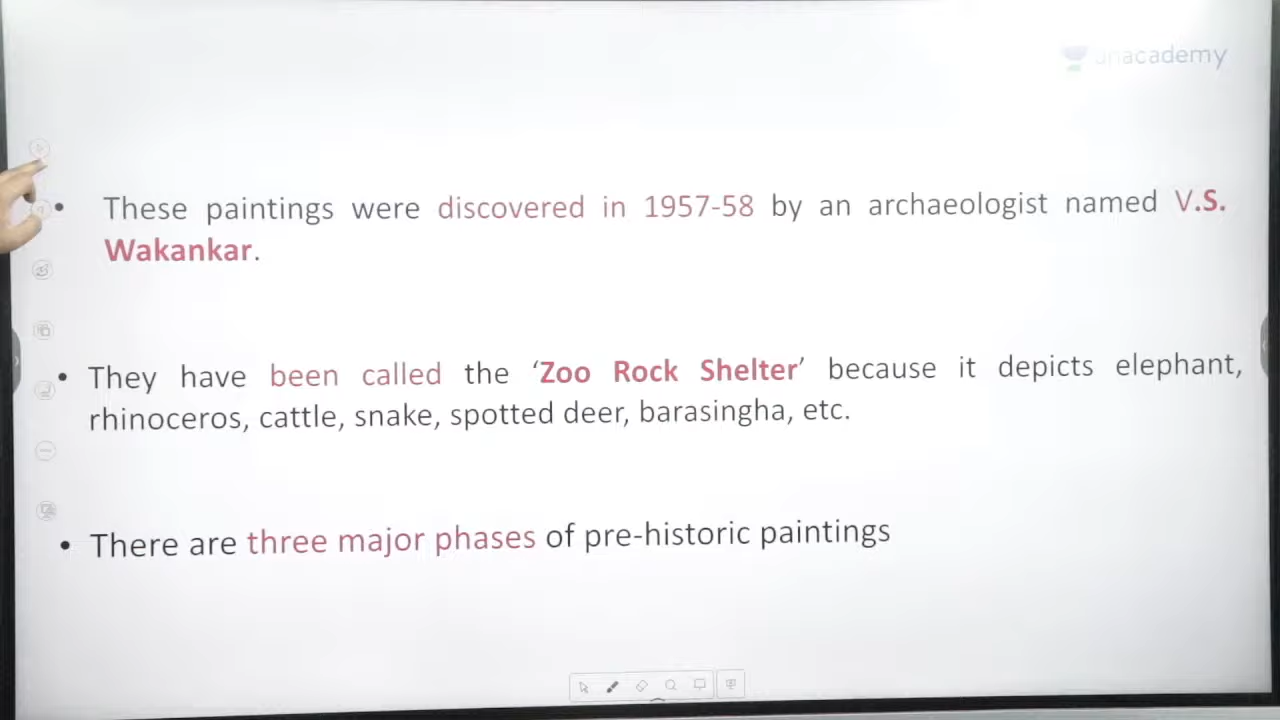 unacademy
• These paintings were discovered in 1957-58 by an archaeologist named V.S.
Wakankar.
• They have been called the ‘Zoo Rock Shelter’ because it depicts elephant,
rhinoceros, cattle, snake, spotted deer, barasingha, etc.
• There are three major phases of pre-historic paintings